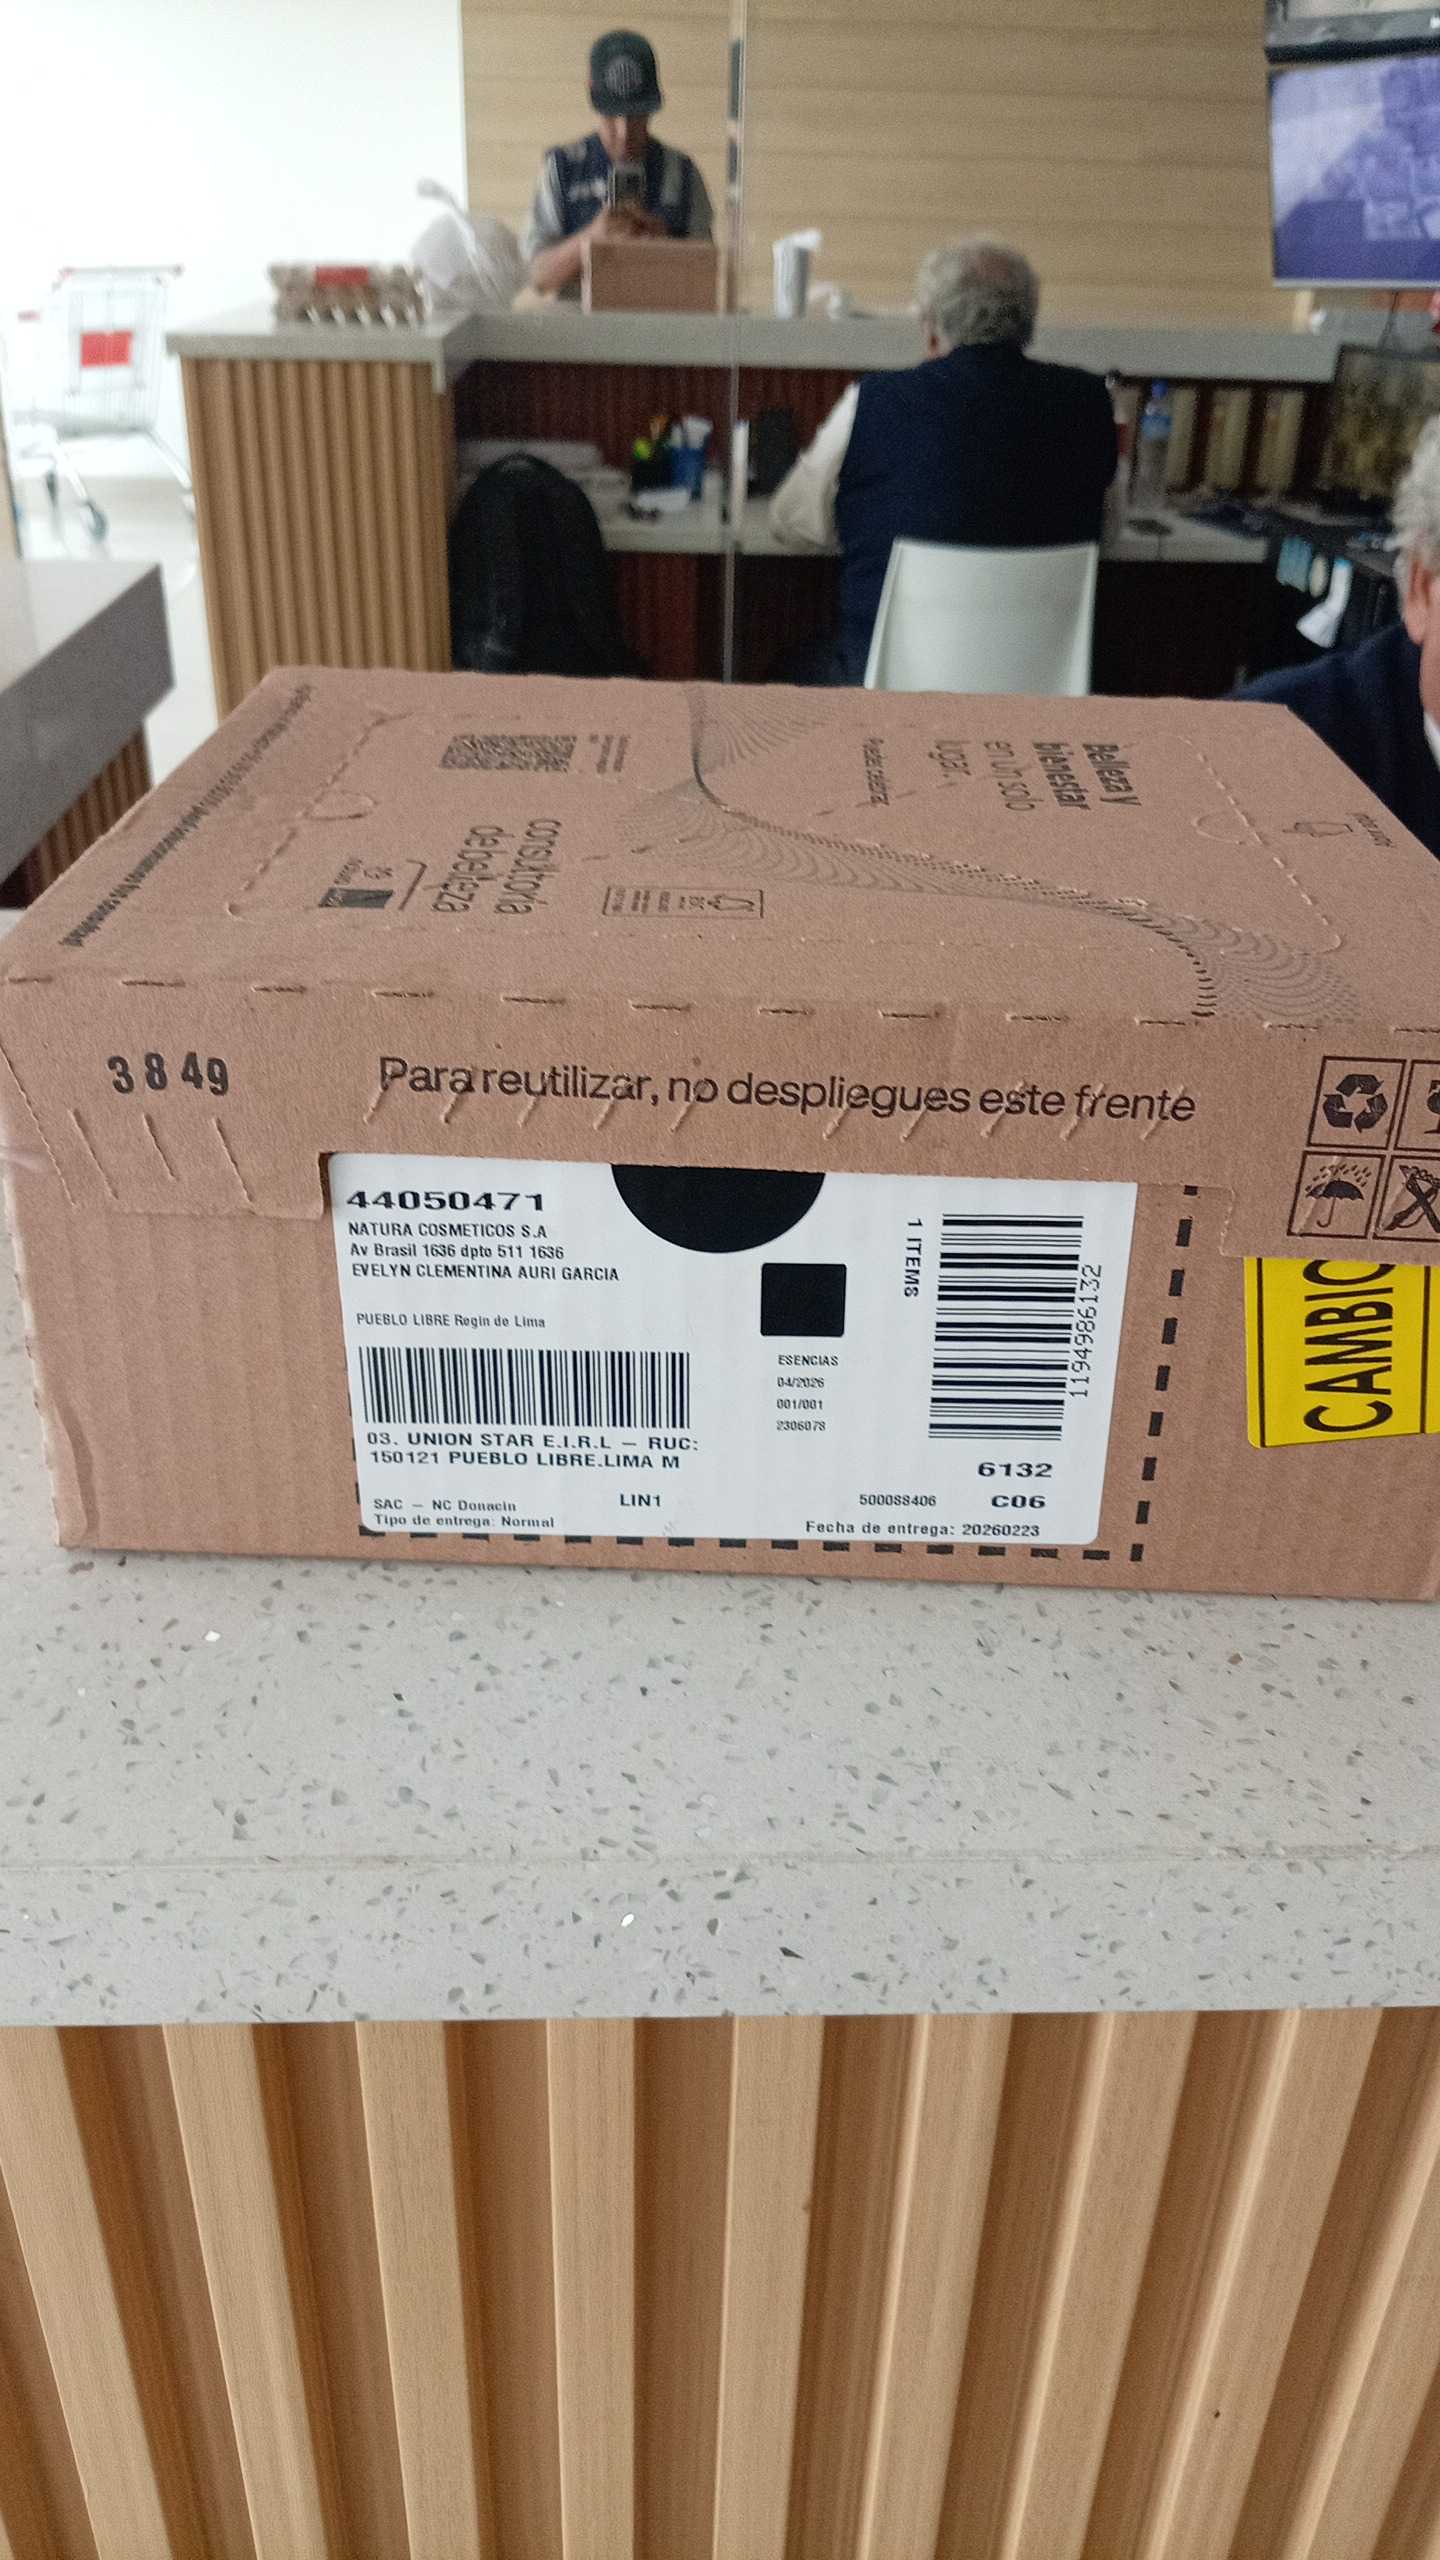 Belleza y
bienestar
en un solo
lugar.
consultoría
de belleza
3849
Para reutilizar, no despliegues este frente
44050471
NATURA COSMETICOS S.A
Av Brasil 1636 dpto 511 1636
EVELYN CLEMENTINA AURI GARCIA
PUEBLO LIBRE Regin de Lima
03. UNION STAR E.I.R.L – RUC:
150121 PUEBLO LIBRE.LIMA M
SAC – NC Donacin
LIN1
Tipo de entrega: Normal
ESENCIAS
04/2026
001/001
2306078
1 ITEMS
1194986132
6132
500088406
C06
Fecha de entrega: 20260223
CAMBIO